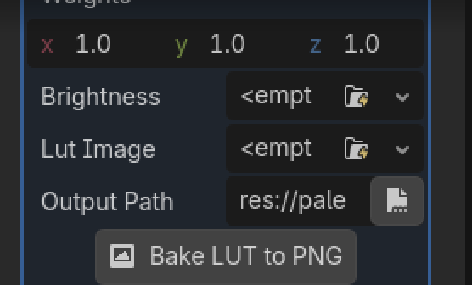 Weights
x 1.0 y 1.0 z 1.0
Brightness <empt
Lut Image <empt
Output Path res://pale
Bake LUT to PNG